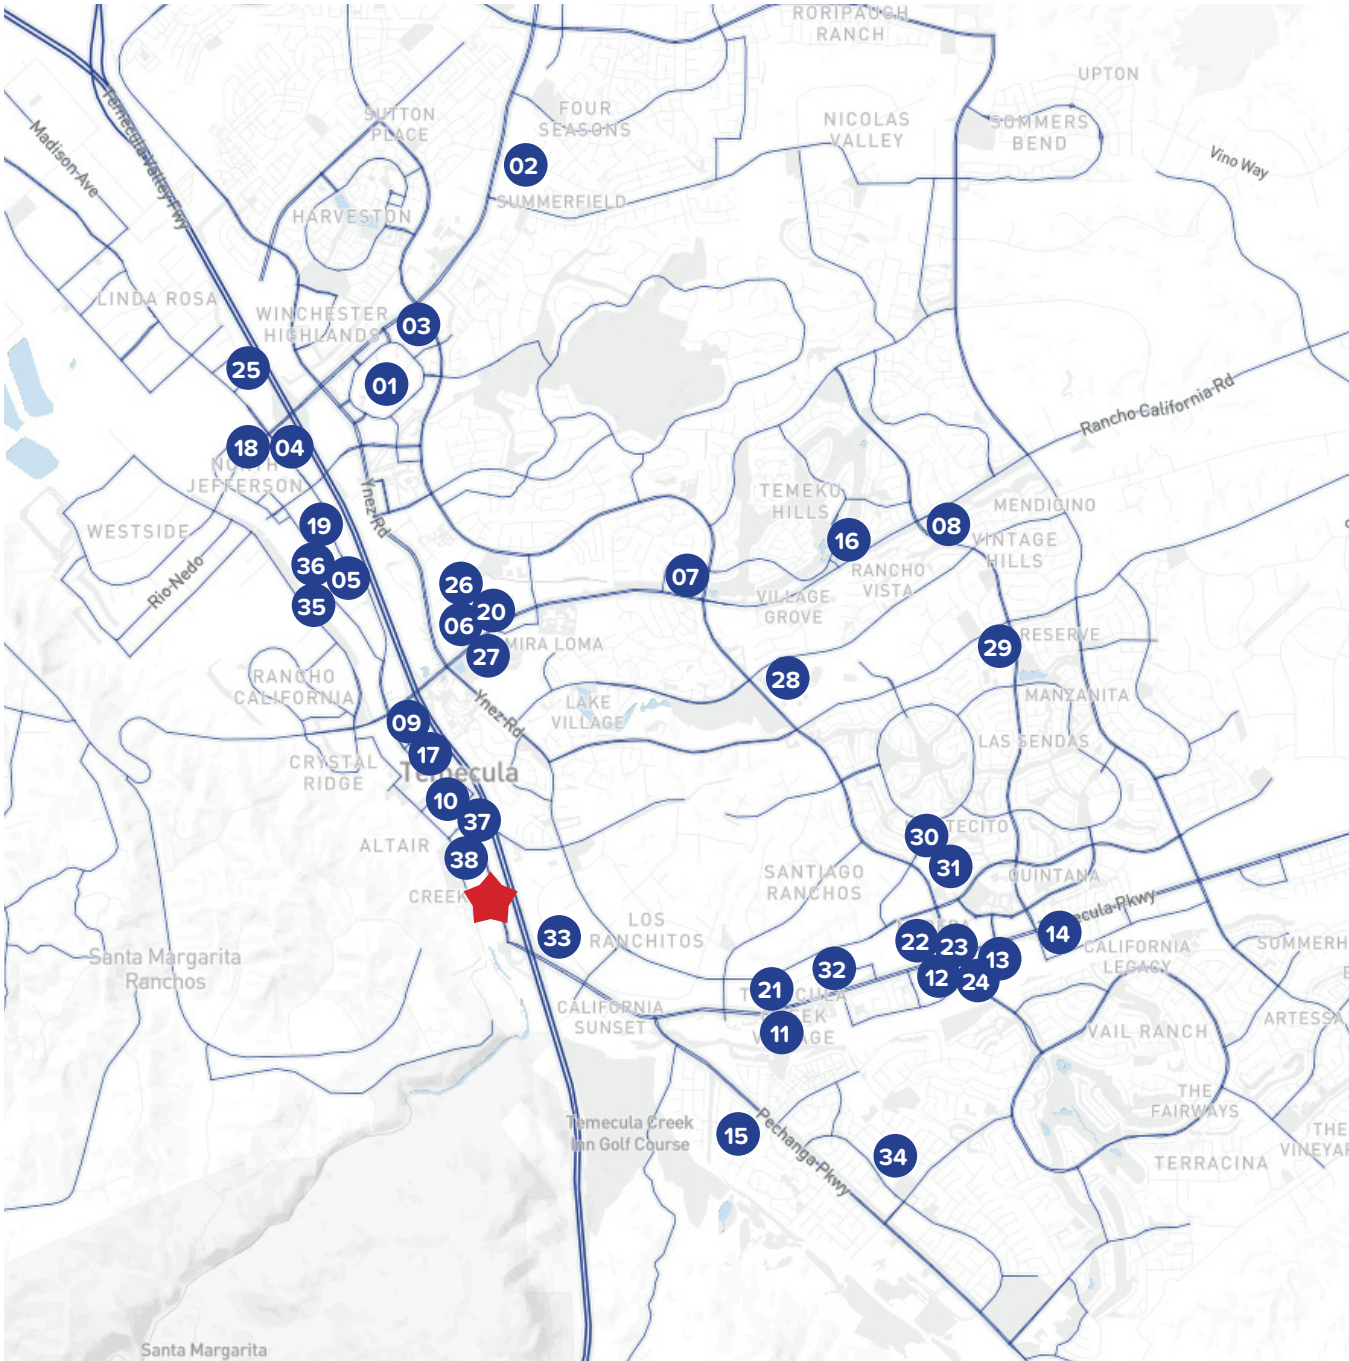 RORIPAUGH
RANCH
UPTON
FOUR
SEASONS
SUTTON
PLACE
NICOLAS
VALLEY
SOMMERS
BEND
Temecula Valley Fwy
Madison Ave
Vino Way
02
SUMMERFIELD
HARVESTON
LINDA ROSA
WINCHESTER
HIGHLANDS
03
25
01
Rancho California Rd
18
04
NORTH
JEFFERSON
Ynez Rd
TEMEKU
HILLS
MENDICINO
WESTSIDE
19
16
08
VINTAGE
HILLS
36
05
Rio Nedo
26
07
RANCHO
VISTA
35
20
06
VILLAGE
GROVE
27
MIRA LOMA
29
RESERVE
RANCHO
CALIFORNIA
28
MANZANITA
LAKE
VILLAGE
Ynez Rd
09
17
LAS SENDAS
CRYSTAL
RIDGE
Temecula
10
37
30
31
ALTAIR
38
SANTIAGO
RANCHOS
QUINTANA
CREEK
LOS
RANCHITOS
33
22
23
14
13
CALIFORNIA
LEGACY
SUMMERH
Santa Margarita
Ranchos
32
12
24
21
CALIFORNIA
SUNSET
11
VAIL RANCH
ARTESSA
THE
FAIRWAYS
Temecula Creek
Inn Golf Course
15
Pechanga Pkwy
34
THE
VINEYAR
TERRACINA
Santa Margarita